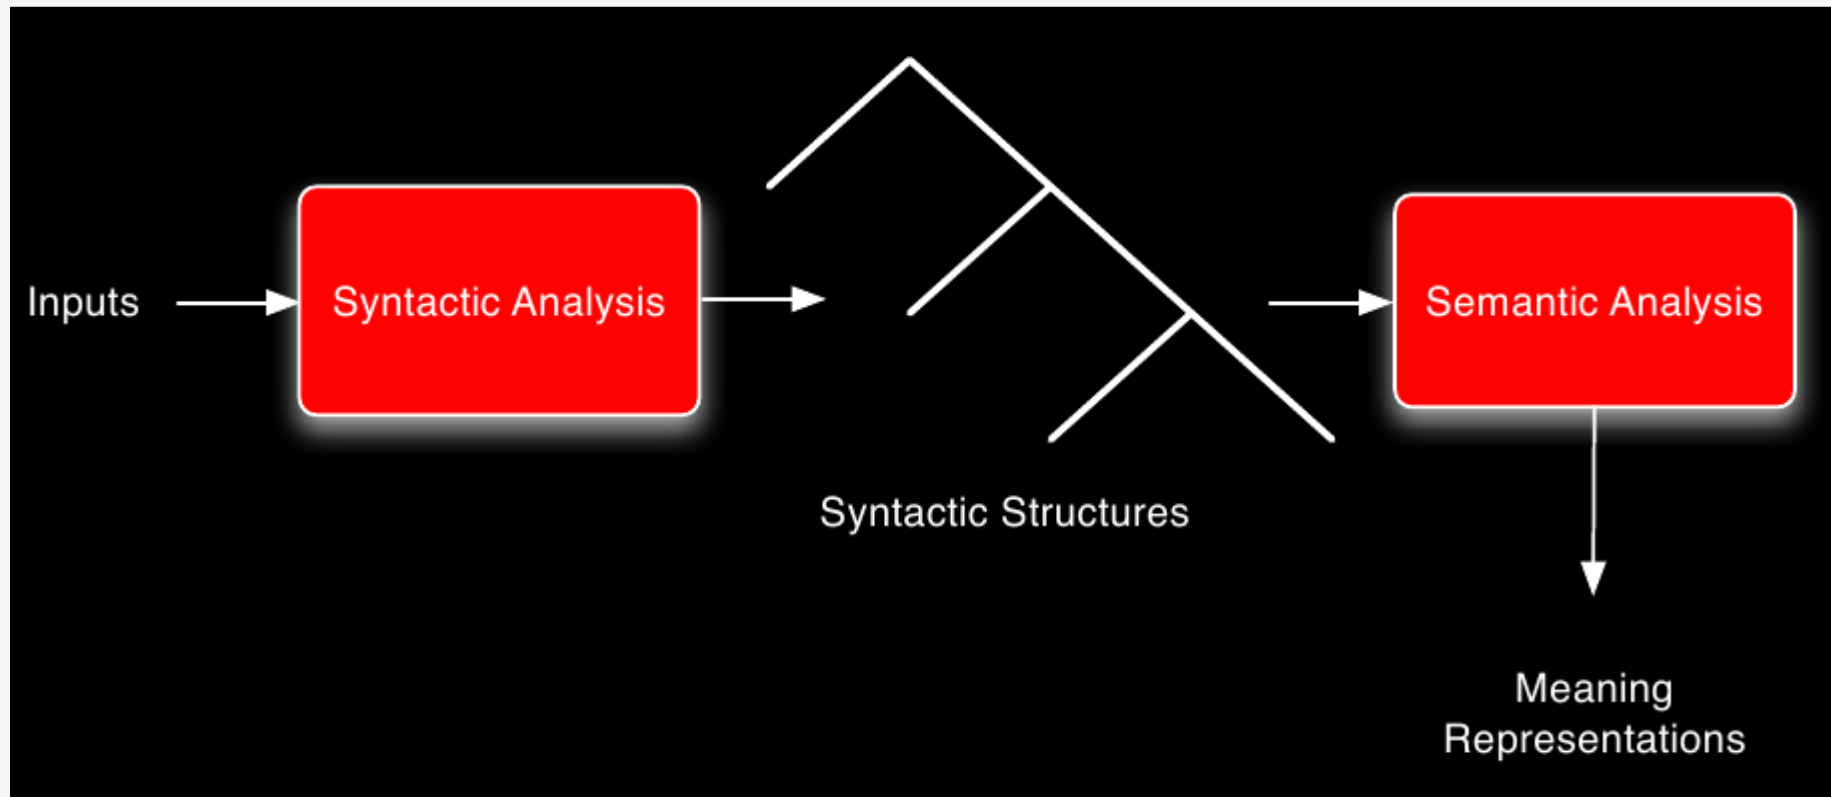 Inputs
Syntactic Analysis
Semantic Analysis
Syntactic Structures
Meaning
Representations